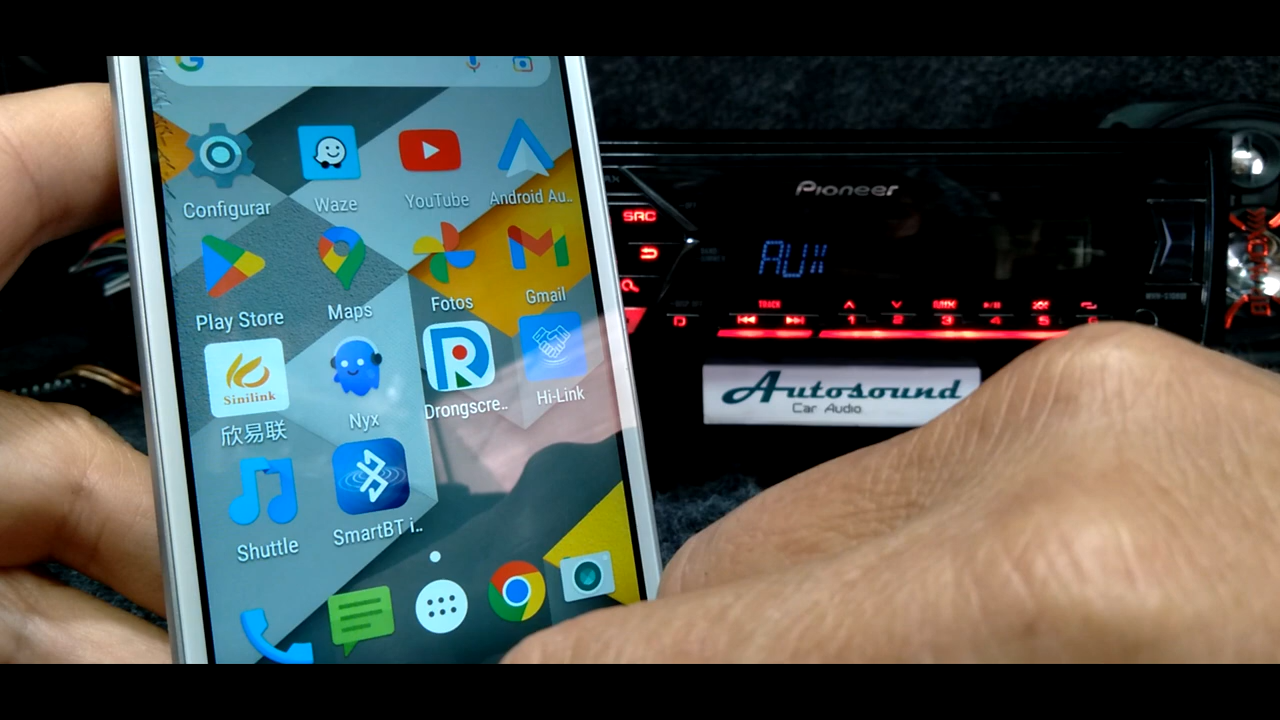 Configurar
Waze
YouTube
Android Au..
Play Store
Maps
Fotos
Gmail
Sinilink
欣易联
Nyx
Drongscre..
Hi-Link
Shuttle
SmartBT i..
Pioneer
SRC
AUX
TRACK
D
1
2
3
4
5
6
Autosound
Car Audio